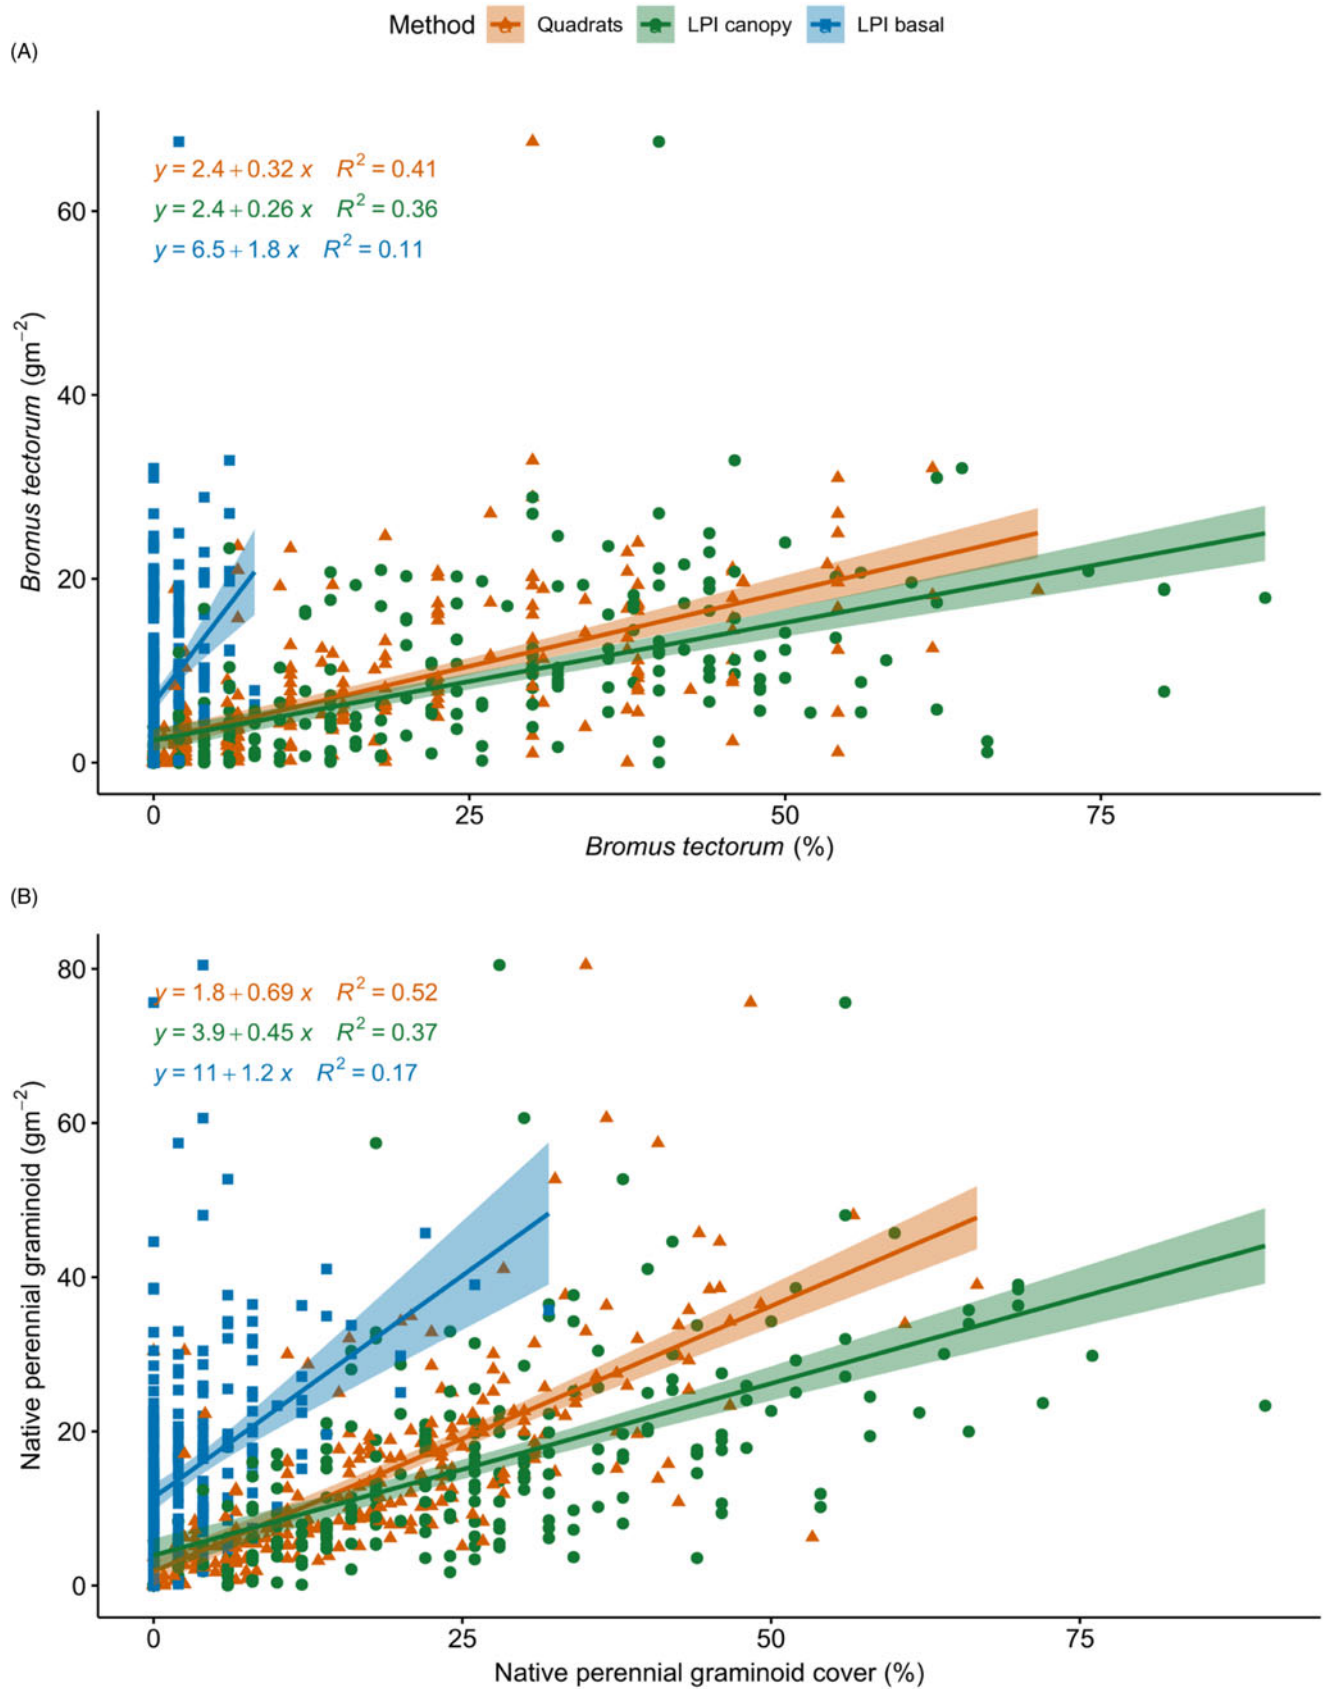 Method Quadrats LPI canopy LPI basal
(A)
y = 2.4 + 0.32 x R² = 0.41
y = 2.4 + 0.26 x R² = 0.36
y = 6.5 + 1.8 x R² = 0.11
60
40
20
0
Bromus tectorum (gm⁻²)
0 25 50 75
Bromus tectorum (%)
(B)
y = 1.8 + 0.69 x R² = 0.52
y = 3.9 + 0.45 x R² = 0.37
y = 11 + 1.2 x R² = 0.17
80
60
40
20
0
Native perennial graminoid (gm⁻²)
0 25 50 75
Native perennial graminoid cover (%)